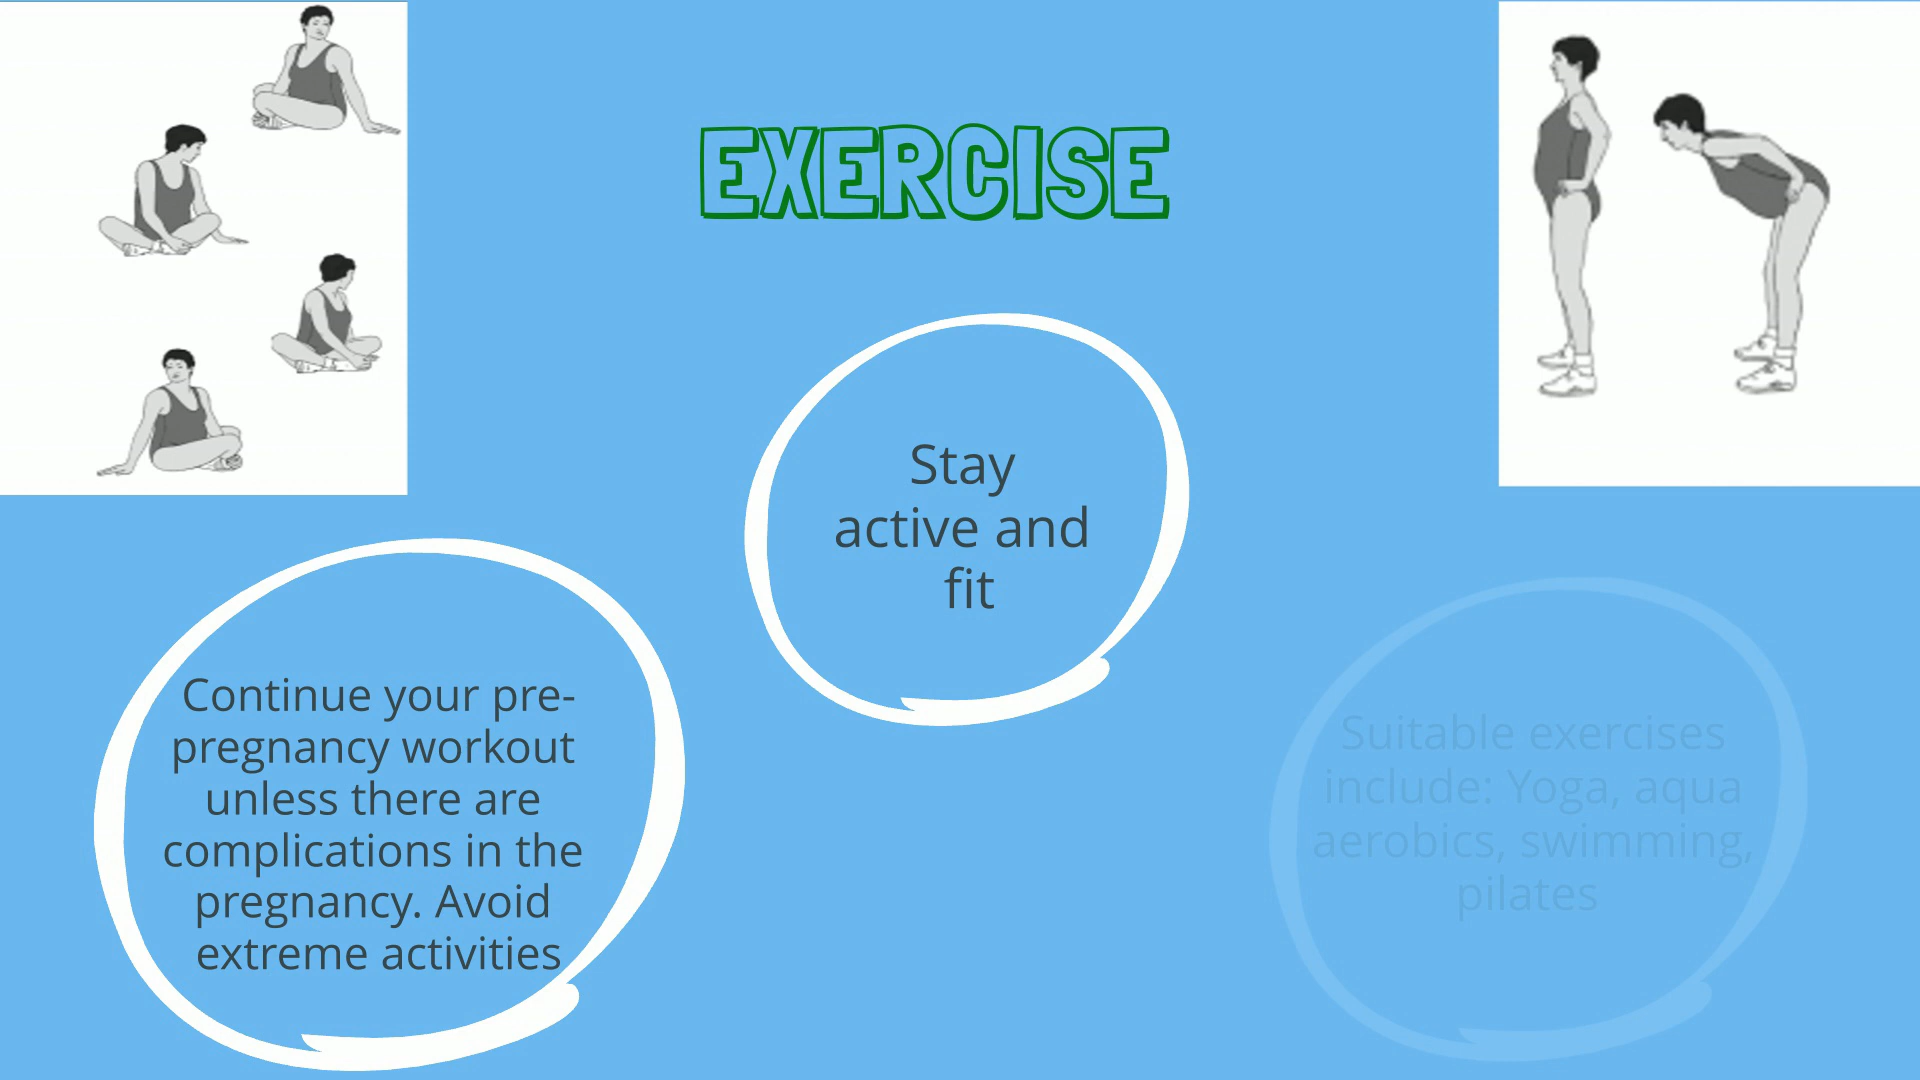 EXERCISE
Stay
active and
fit
Continue your pre-
pregnancy workout
unless there are
complications in the
pregnancy. Avoid
extreme activities
Suitable exercises
include: Yoga, aqua
aerobics, swimming,
pilates